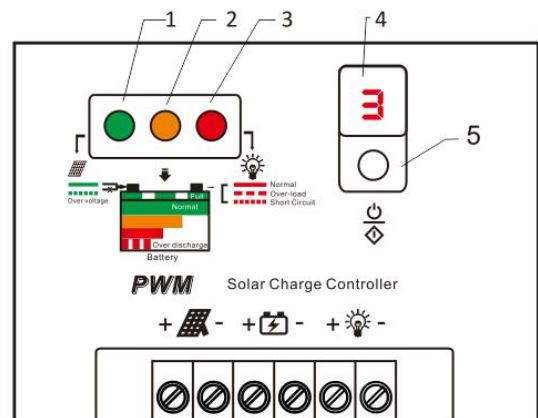 1 2 3
4
3
5
Normal
Over-load
Short Circuit
Over voltage
Full
Normal
Over discharge
Battery
PWM Solar Charge Controller
+ - + - + -